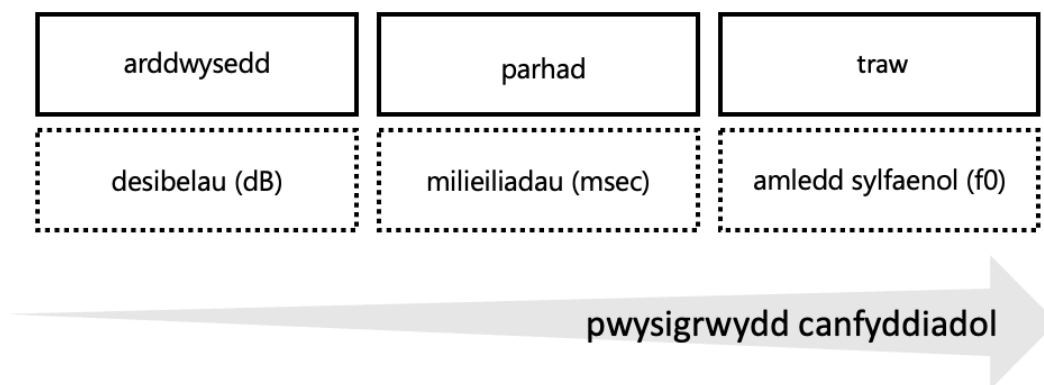 arddwysedd
parhad
traw
desibelau (dB)
milieiliadau (msec)
amledd sylfaenol (f0)
pwysigrwydd canfyddiadol